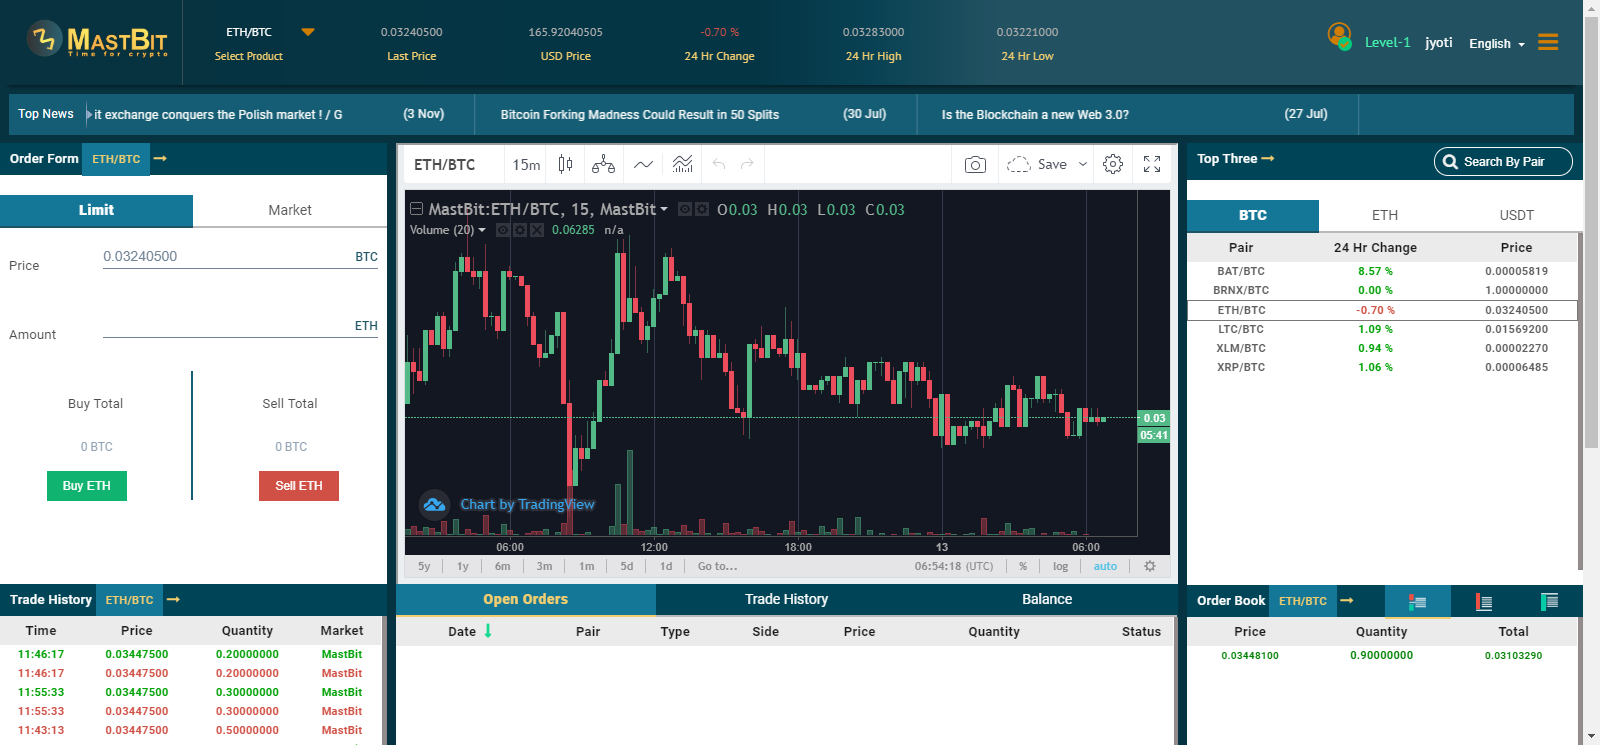 MASTBIT
Time for crypto
ETH/BTC
Select Product
0.03240500
Last Price
165.92040505
USD Price
-0.70 %
24 Hr Change
0.03283000
24 Hr High
0.03221000
24 Hr Low
Level-1 jyoti English
Top News it exchange conquers the Polish market ! / G (3 Nov) Bitcoin Forking Madness Could Result in 50 Splits (30 Jul) Is the Blockchain a new Web 3.0? (27 Jul)
Order Form ETH/BTC
Limit Market
Price 0.03240500 BTC
Amount ETH
Buy Total Sell Total
0 BTC 0 BTC
Buy ETH Sell ETH
ETH/BTC 15m Save
MastBit:ETH/BTC, 15, MastBit O0.03 H0.03 L0.03 C0.03
Volume (20) 0.06285 n/a
0.03
05:41
Chart by TradingView
06:00 12:00 18:00 13 06:00
5y 1y 6m 3m 1m 5d 1d Go to... 06:54:18 (UTC) % log auto
Top Three Search By Pair
BTC ETH USDT
Pair 24 Hr Change Price
BAT/BTC 8.57 % 0.00005819
BRNX/BTC 0.00 % 1.00000000
ETH/BTC -0.70 % 0.03240500
LTC/BTC 1.09 % 0.01569200
XLM/BTC 0.94 % 0.00002270
XRP/BTC 1.06 % 0.00006485
Trade History ETH/BTC
Time Price Quantity Market
11:46:17 0.03447500 0.20000000 MastBit
11:46:17 0.03447500 0.20000000 MastBit
11:55:33 0.03447500 0.30000000 MastBit
11:55:33 0.03447500 0.30000000 MastBit
11:43:13 0.03447500 0.50000000 MastBit
Open Orders Trade History Balance
Date Pair Type Side Price Quantity Status
Order Book ETH/BTC
Price Quantity Total
0.03448100 0.90000000 0.03103290